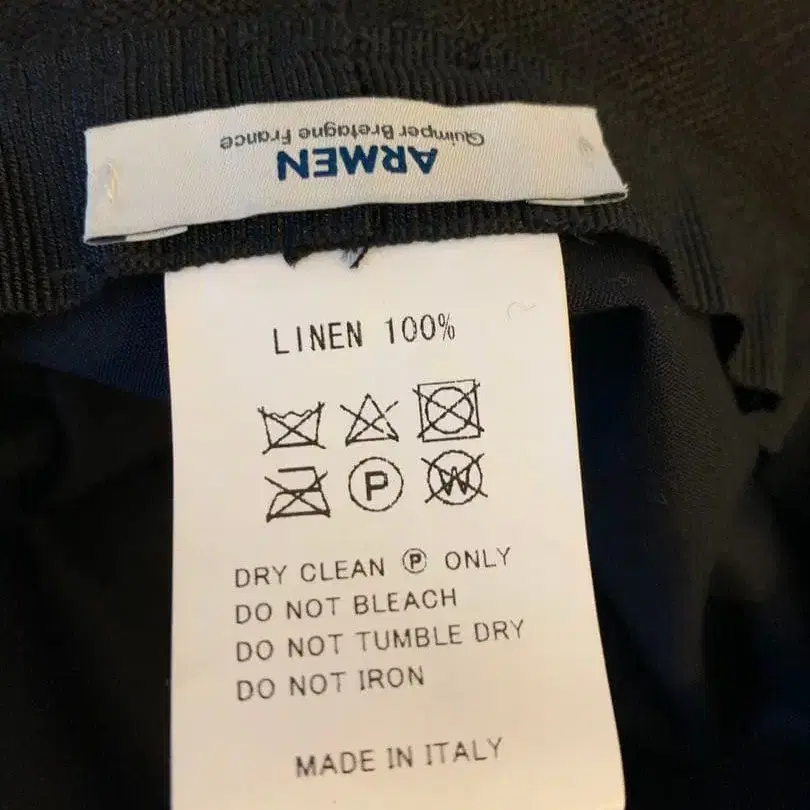 ARMEN
Quimper Bretagne France
LINEN 100%
P W
DRY CLEAN Ⓟ ONLY
DO NOT BLEACH
DO NOT TUMBLE DRY
DO NOT IRON
MADE IN ITALY